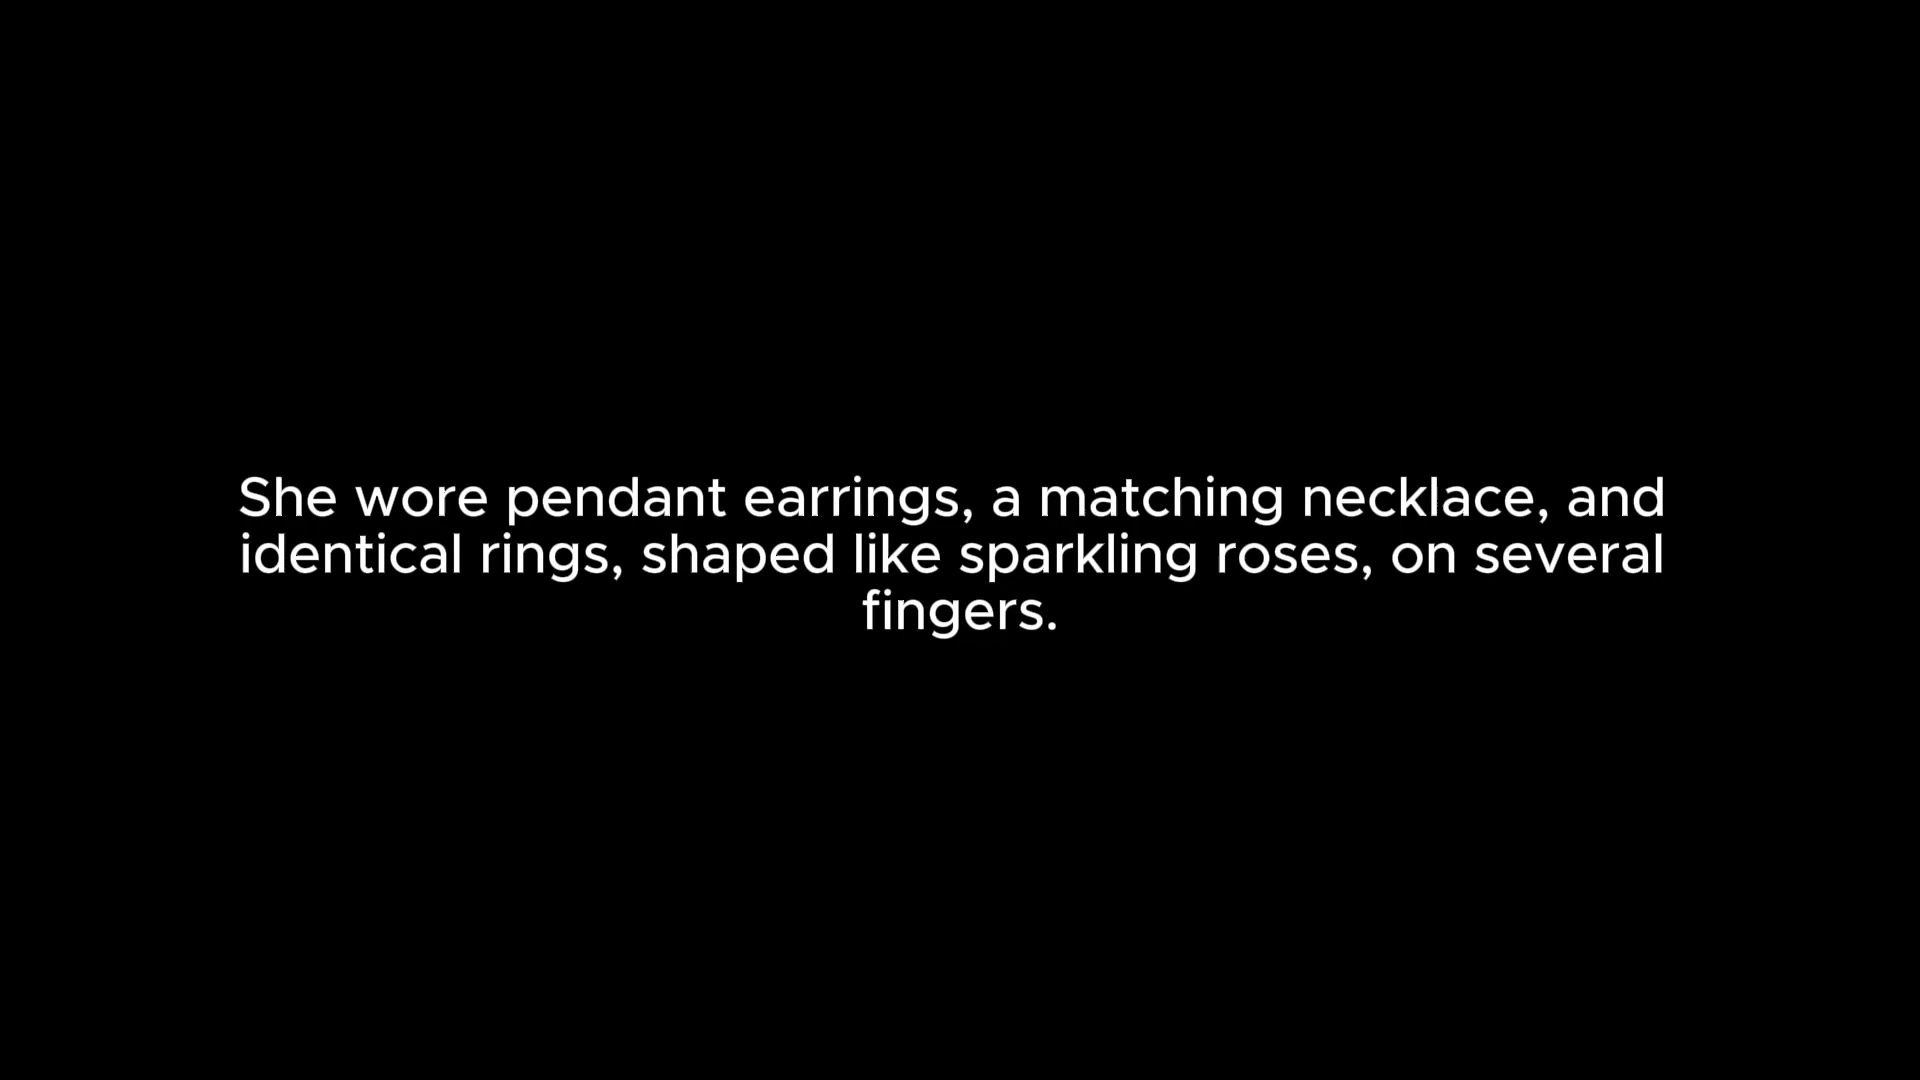 She wore pendant earrings, a matching necklace, and
identical rings, shaped like sparkling roses, on several
fingers.